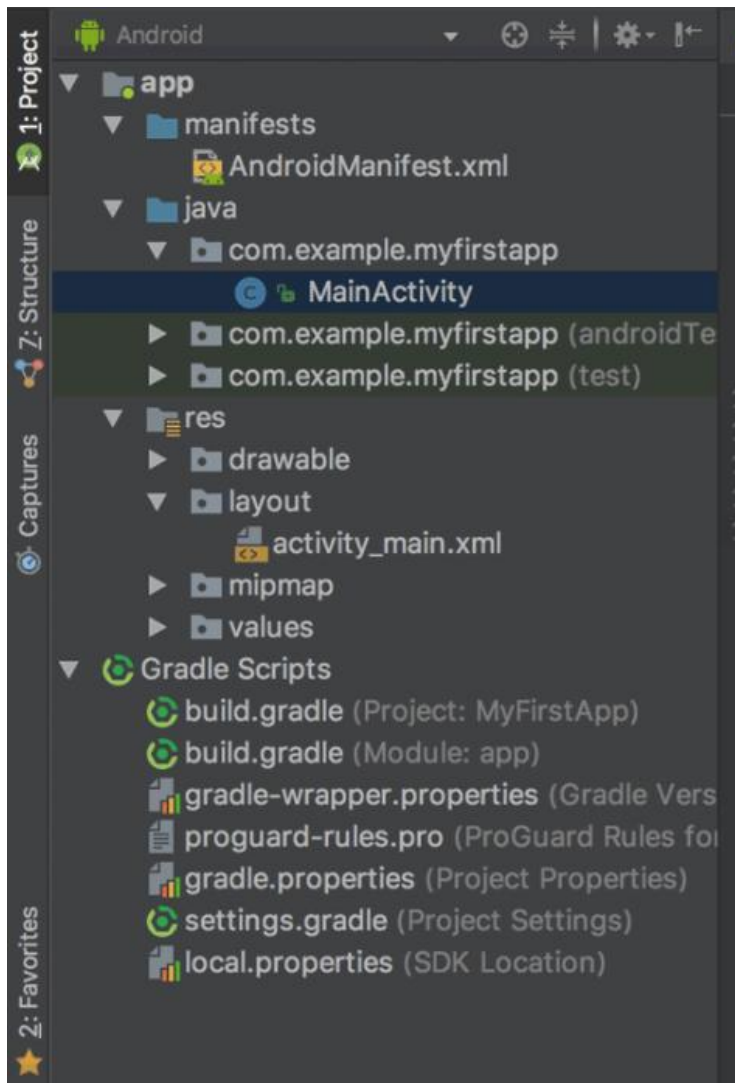 Android
1: Project
7: Structure
Captures
2: Favorites
app
manifests
AndroidManifest.xml
java
com.example.myfirstapp
MainActivity
com.example.myfirstapp (androidTe
com.example.myfirstapp (test)
res
drawable
layout
activity_main.xml
mipmap
values
Gradle Scripts
build.gradle (Project: MyFirstApp)
build.gradle (Module: app)
gradle-wrapper.properties (Gradle Vers
proguard-rules.pro (ProGuard Rules for
gradle.properties (Project Properties)
settings.gradle (Project Settings)
local.properties (SDK Location)